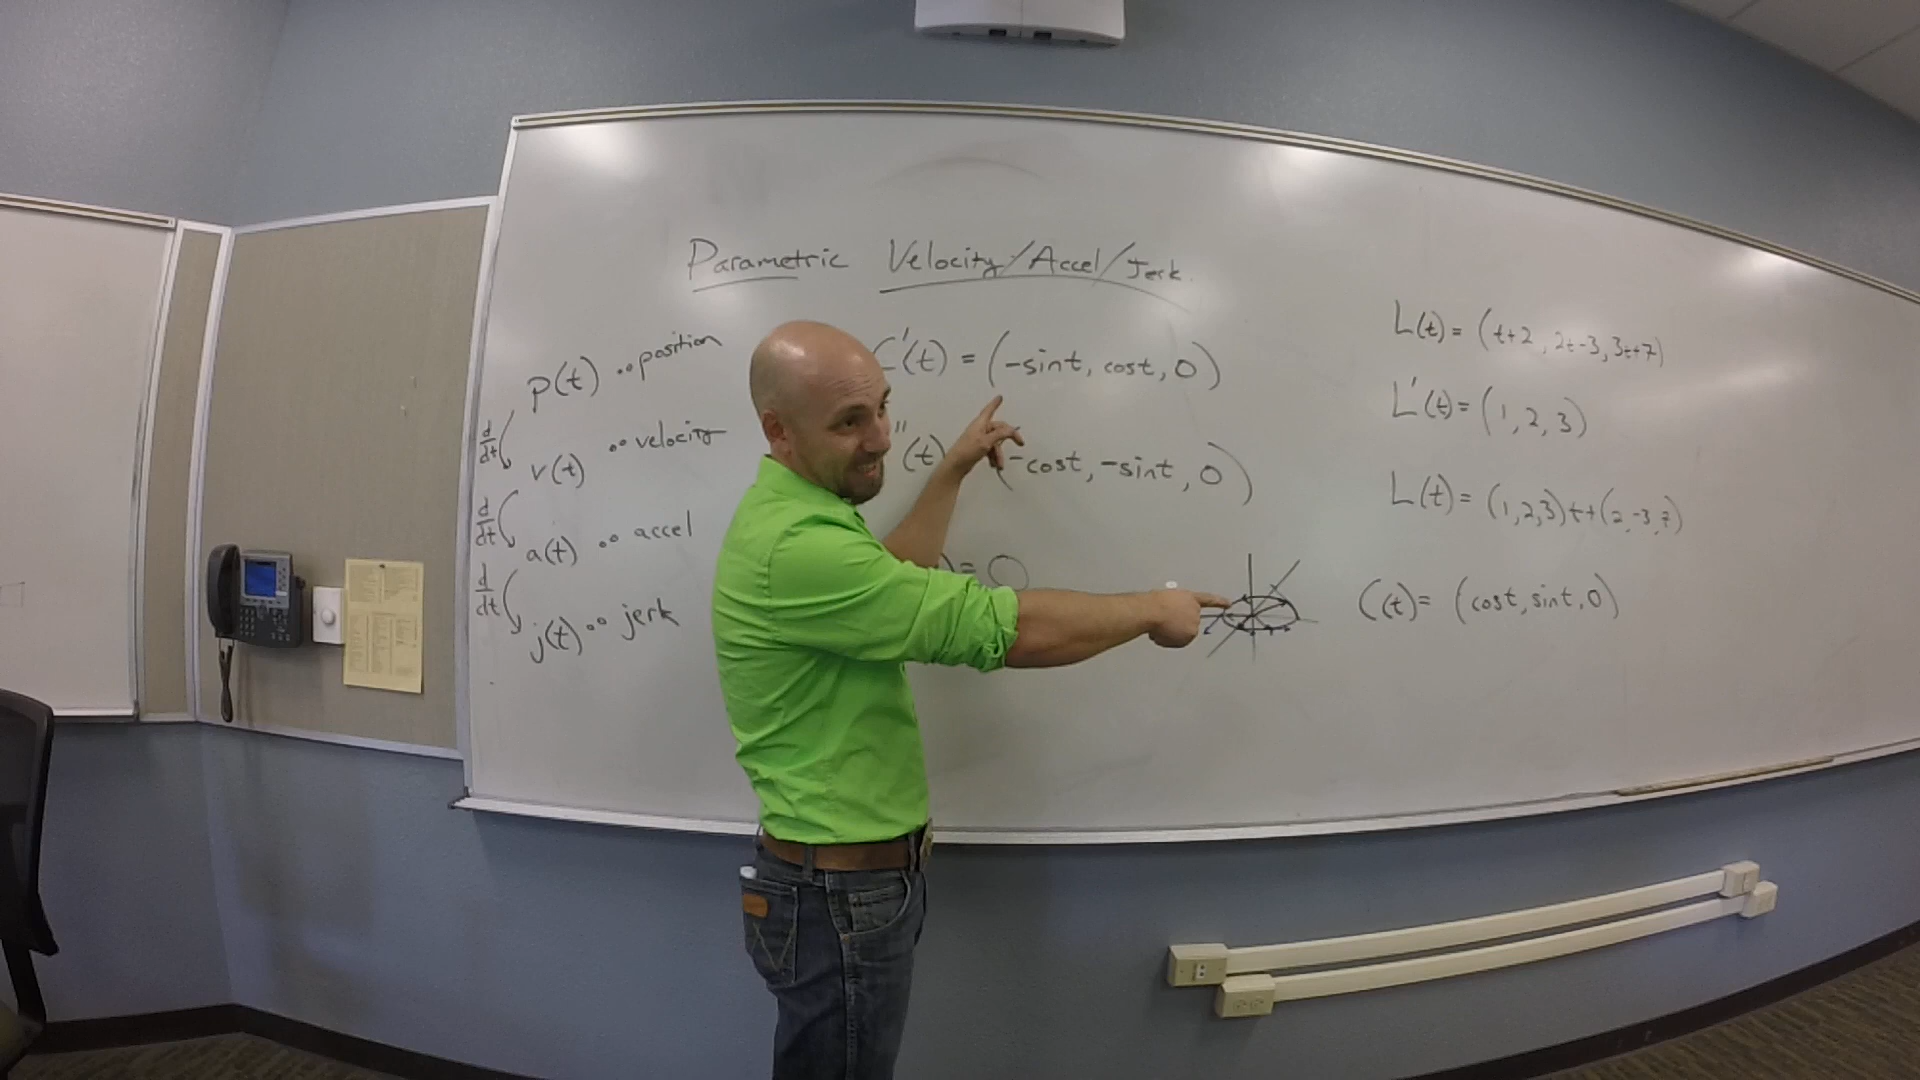 Parametric Velocity/Accel/Jerk.
p(t) .. position
d/dt
v(t) .. velocity
d/dt
a(t) .. accel
d/dt
j(t) .. jerk
C'(t) = (-sint, cost, 0)
"(t) (-cost, -sint, 0)
) = 0
L(t) = (t+2, 2t-3, 3t+7)
L'(t) = (1, 2, 3)
L(t) = (1,2,3)t+(2,-3,7)
C(t) = (cost, sint, 0)